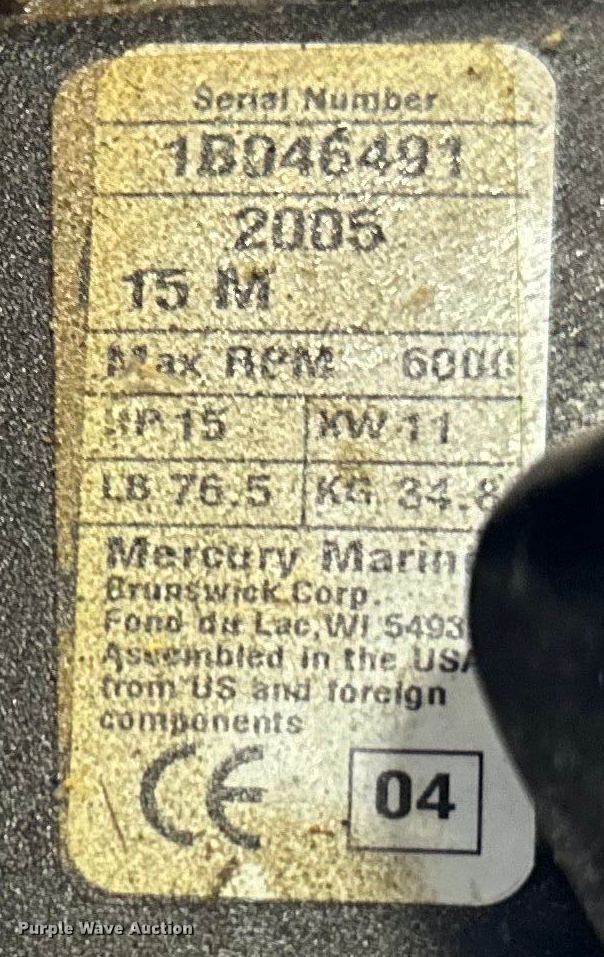 Serial Number
1B046491
2005
15 M
Max RPM 6000
HP 15 KW 11
LB 76.5 KG 34.8
Mercury Marin
Brunswick Corp.
Fond du Lac, WI 5493
Assembled in the USA
from US and foreign
components
CE 04
Purple Wave Auction